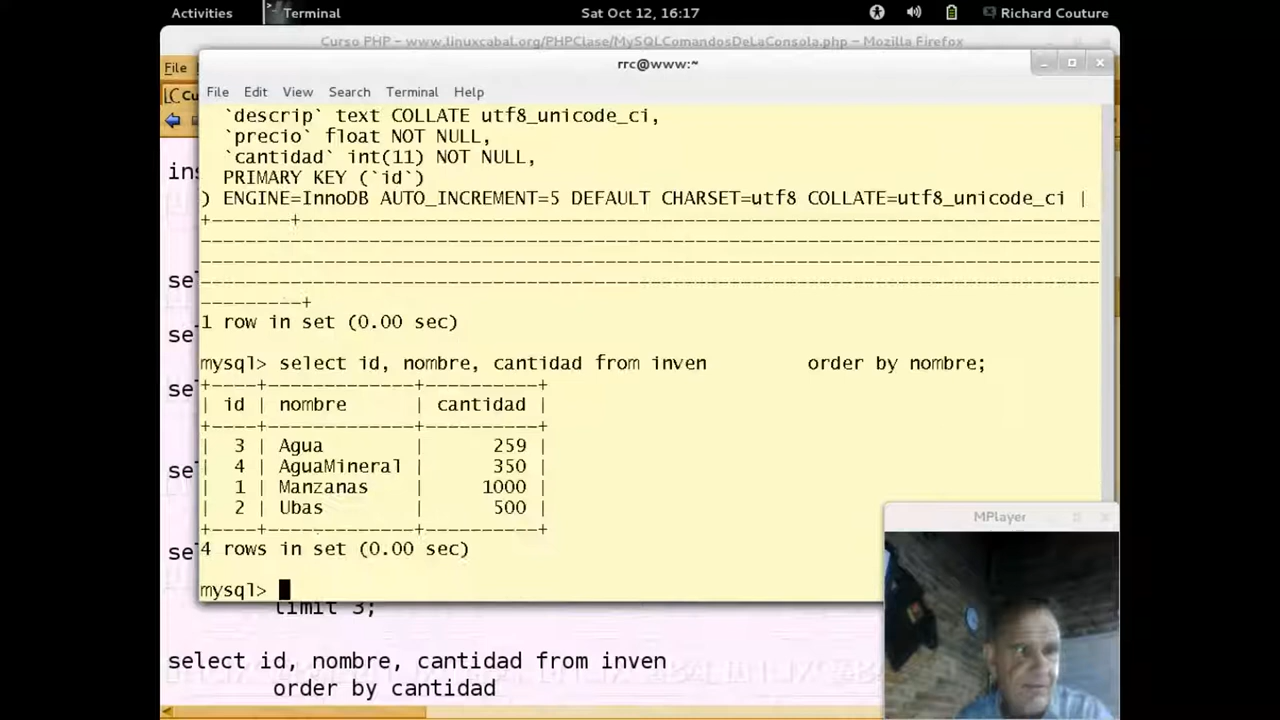 Activities Terminal Sat Oct 12, 16:17 Richard Couture
Curso PHP - www.linuxcabal.org/PHPClase/MySQLComandosDeLaConsola.php - Mozilla Firefox
rrc@www:~
File
File Edit View Search Terminal Help
`descrip` text COLLATE utf8_unicode_ci,
`precio` float NOT NULL,
`cantidad` int(11) NOT NULL,
PRIMARY KEY (`id`)
) ENGINE=InnoDB AUTO_INCREMENT=5 DEFAULT CHARSET=utf8 COLLATE=utf8_unicode_ci |
1 row in set (0.00 sec)
mysql> select id, nombre, cantidad from inven order by nombre;
| id | nombre | cantidad |
| 3 | Agua | 259 |
| 4 | AguaMineral | 350 |
| 1 | Manzanas | 1000 |
| 2 | Ubas | 500 |
4 rows in set (0.00 sec)
mysql>
MPlayer
limit 3;
select id, nombre, cantidad from inven
order by cantidad